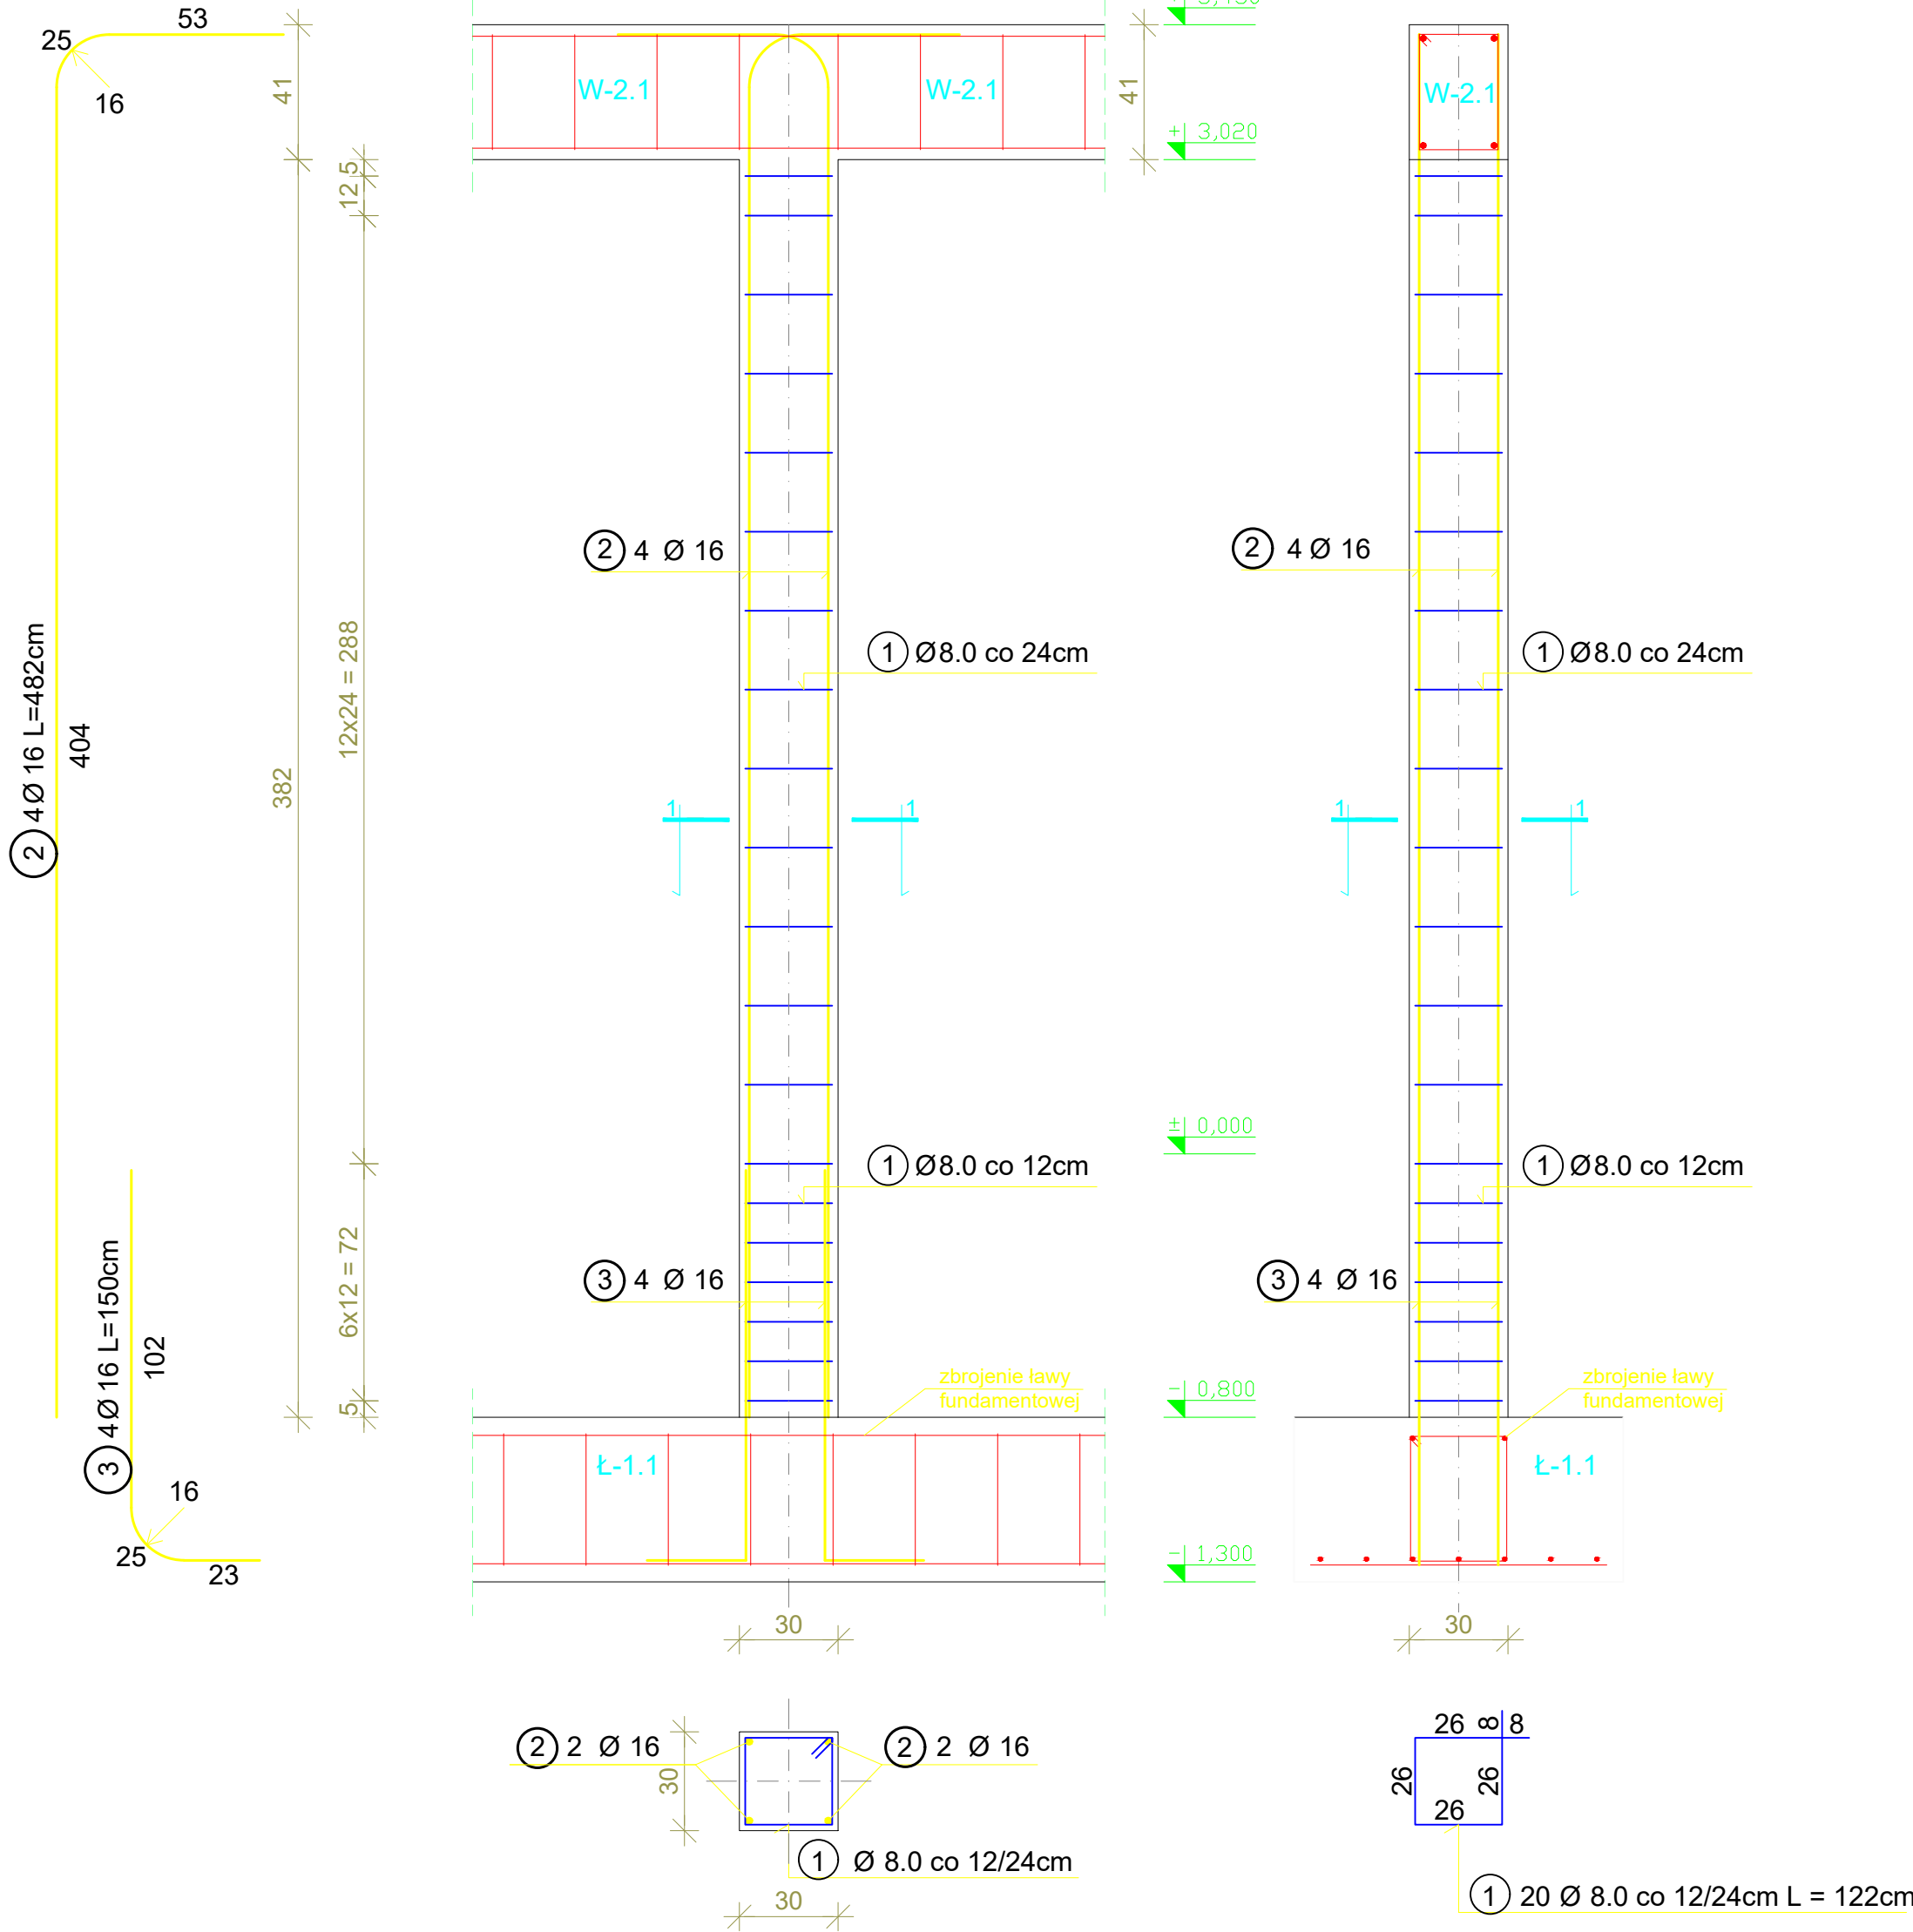 53
25
16
41
12 5
12x24 = 288
382
404
2 4 Ø 16 L=482cm
6x12 = 72
5
3 4 Ø 16 L=150cm
102
16
25
23
W-2.1
W-2.1
41
+ 3,020
W-2.1
2 4 Ø 16
2 4 Ø 16
1 Ø8.0 co 24cm
1 Ø8.0 co 24cm
1
1
1
1
± 0,000
1 Ø8.0 co 12cm
1 Ø8.0 co 12cm
3 4 Ø 16
3 4 Ø 16
zbrojenie ławy
fundamentowej
- 0,800
zbrojenie ławy
fundamentowej
Ł-1.1
Ł-1.1
- 1,300
30
30
2 2 Ø 16
2 2 Ø 16
30
1 Ø 8.0 co 12/24cm
30
26 8 8
26
26
26
1 20 Ø 8.0 co 12/24cm L = 122cm